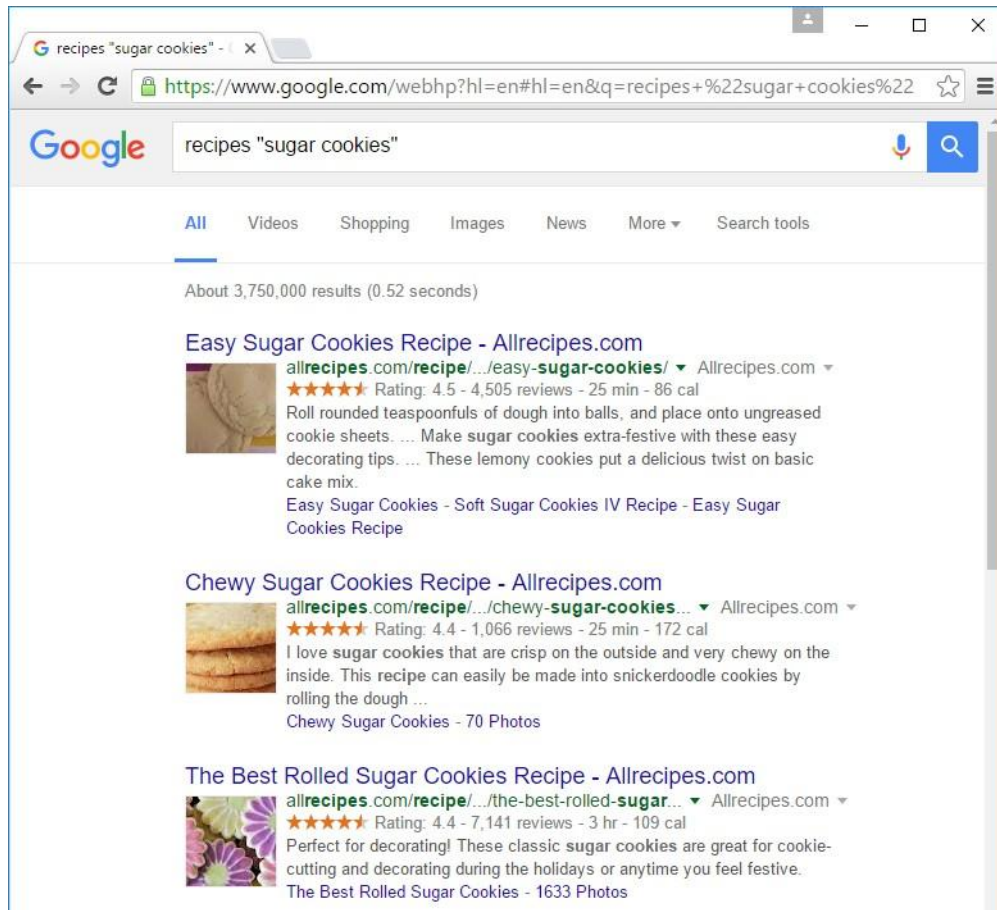 recipes "sugar cookies" -
https://www.google.com/webhp?hl=en#hl=en&q=recipes+%22sugar+cookies%22
Google
recipes "sugar cookies"
All Videos Shopping Images News More Search tools
About 3,750,000 results (0.52 seconds)
Easy Sugar Cookies Recipe - Allrecipes.com
allrecipes.com/recipe/.../easy-sugar-cookies/ Allrecipes.com
Rating: 4.5 - 4,505 reviews - 25 min - 86 cal
Roll rounded teaspoonfuls of dough into balls, and place onto ungreased
cookie sheets. ... Make sugar cookies extra-festive with these easy
decorating tips. ... These lemony cookies put a delicious twist on basic
cake mix.
Easy Sugar Cookies - Soft Sugar Cookies IV Recipe - Easy Sugar
Cookies Recipe
Chewy Sugar Cookies Recipe - Allrecipes.com
allrecipes.com/recipe/.../chewy-sugar-cookies... Allrecipes.com
Rating: 4.4 - 1,066 reviews - 25 min - 172 cal
I love sugar cookies that are crisp on the outside and very chewy on the
inside. This recipe can easily be made into snickerdoodle cookies by
rolling the dough ...
Chewy Sugar Cookies - 70 Photos
The Best Rolled Sugar Cookies Recipe - Allrecipes.com
allrecipes.com/recipe/.../the-best-rolled-sugar... Allrecipes.com
Rating: 4.4 - 7,141 reviews - 3 hr - 109 cal
Perfect for decorating! These classic sugar cookies are great for cookie-
cutting and decorating during the holidays or anytime you feel festive.
The Best Rolled Sugar Cookies - 1633 Photos